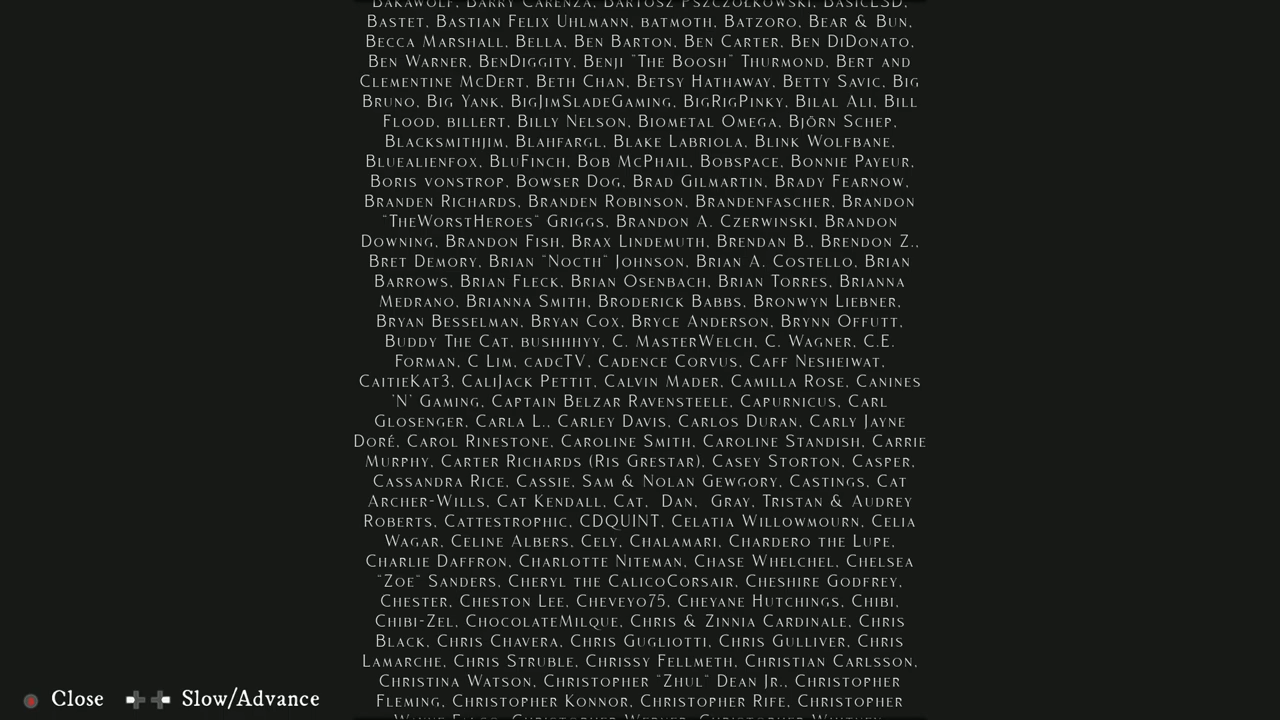 Bakawolf, Barry Carenza, Bartosz Pszczołkowski, BasicLSD,
Bastet, Bastian Felix Uhlmann, batmoth, Batzoro, Bear & Bun,
Becca Marshall, Bella, Ben Barton, Ben Carter, Ben DiDonato,
Ben Warner, BenDiggity, Benji "The Boosh" Thurmond, Bert and
Clementine McDert, Beth Chan, Betsy Hathaway, Betty Savic, Big
Bruno, Big Yank, BigJimSladeGaming, BigRigPinky, Bilal Ali, Bill
Flood, billert, Billy Nelson, Biometal Omega, Björn Schep,
Blacksmithjim, Blahfargl, Blake Labriola, Blink Wolfbane,
Bluealienfox, BluFinch, Bob McPhail, Bobspace, Bonnie Payeur,
Boris vonstrop, Bowser Dog, Brad Gilmartin, Brady Fearnow,
Branden Richards, Branden Robinson, Brandenfascher, Brandon
"TheWorstHeroes" Griggs, Brandon A. Czerwinski, Brandon
Downing, Brandon Fish, Brax Lindemuth, Brendan B., Brendon Z.,
Bret Demory, Brian "Nocth" Johnson, Brian A. Costello, Brian
Barrows, Brian Fleck, Brian Osenbach, Brian Torres, Brianna
Medrano, Brianna Smith, Broderick Babbs, Bronwyn Liebner,
Bryan Besselman, Bryan Cox, Bryce Anderson, Brynn Offutt,
Buddy The Cat, bushhhyy, C. MasterWelch, C. Wagner, C.E.
Forman, C Lim, cadcTV, Cadence Corvus, Caff Nesheiwat,
CaitieKat3, CaliJack Pettit, Calvin Mader, Camilla Rose, Canines
'N' Gaming, Captain Belzar Ravensteele, Capurnicus, Carl
Glosenger, Carla L., Carley Davis, Carlos Duran, Carly Jayne
Doré, Carol Rinestone, Caroline Smith, Caroline Standish, Carrie
Murphy, Carter Richards (Ris Grestar), Casey Storton, Casper,
Cassandra Rice, Cassie, Sam & Nolan Gewgory, Castings, Cat
Archer-Wills, Cat Kendall, Cat, Dan, Gray, Tristan & Audrey
Roberts, Cattestrophic, CDQUINT, Celatia Willowmourn, Celia
Wagar, Celine Albers, Cely, Chalamari, Chardero the Lupe,
Charlie Daffron, Charlotte Niteman, Chase Whelchel, Chelsea
"Zoe" Sanders, Cheryl the CalicoCorsair, Cheshire Godfrey,
Chester, Cheston Lee, Cheveyo75, Cheyane Hutchings, Chibi,
Chibi-Zel, ChocolateMilque, Chris & Zinnia Cardinale, Chris
Black, Chris Chavera, Chris Gugliotti, Chris Gulliver, Chris
Lamarche, Chris Struble, Chrissy Fellmeth, Christian Carlsson,
Christina Watson, Christopher "Zhul" Dean Jr., Christopher
Fleming, Christopher Konnor, Christopher Rife, Christopher
Close Slow/Advance